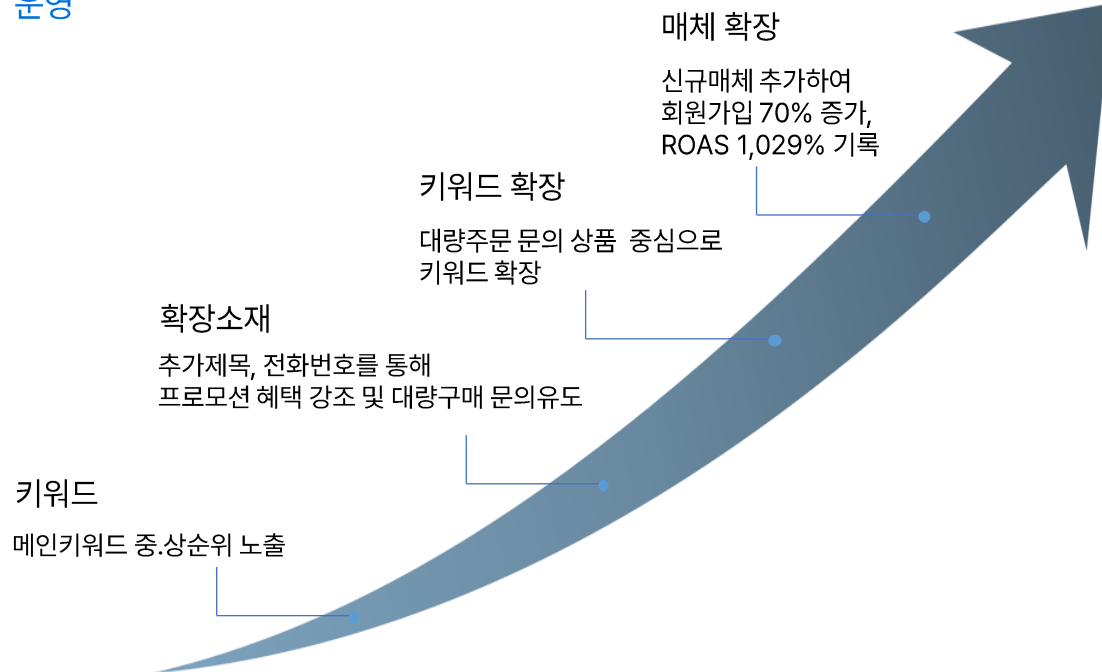 운영
매체 확장
신규매체 추가하여
회원가입 70% 증가,
ROAS 1,029% 기록
키워드 확장
대량주문 문의 상품 중심으로
키워드 확장
확장소재
추가제목, 전화번호를 통해
프로모션 혜택 강조 및 대량구매 문의유도
키워드
메인키워드 중.상순위 노출